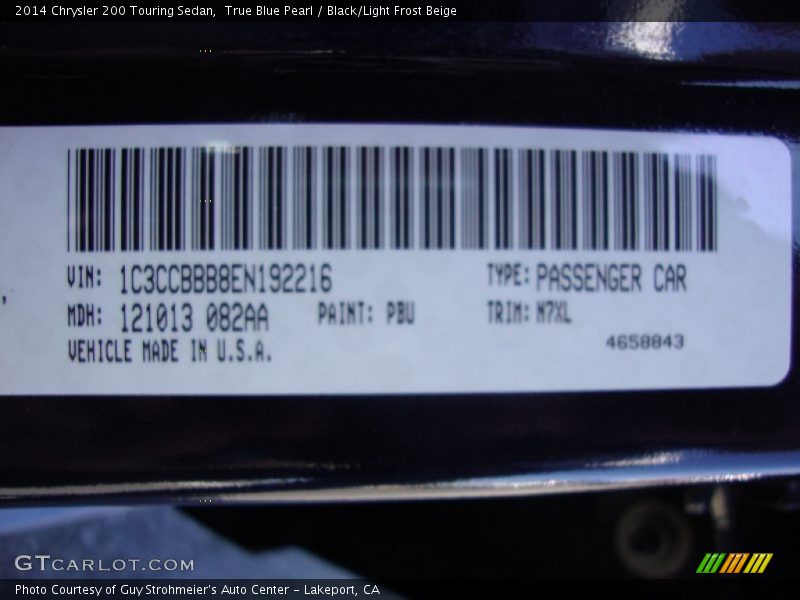 2014 Chrysler 200 Touring Sedan,  True Blue Pearl / Black/Light Frost Beige
VIN: 1C3CCBBB8EN192216 TYPE: PASSENGER CAR
MDH: 121013 082AA PAINT: PBU TRIM: N7XL
VEHICLE MADE IN U.S.A. 4658843
GTCARLOT.COM
Photo Courtesy of Guy Strohmeier's Auto Center - Lakeport, CA